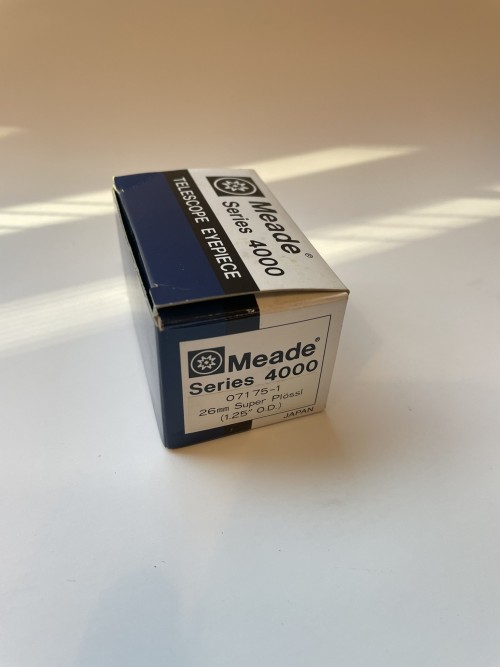 TELESCOPE EYEPIECE
Meade®
Series 4000
Meade®
Series 4000
07175-1
26mm Super Plössl
(1.25" O.D.)
JAPAN